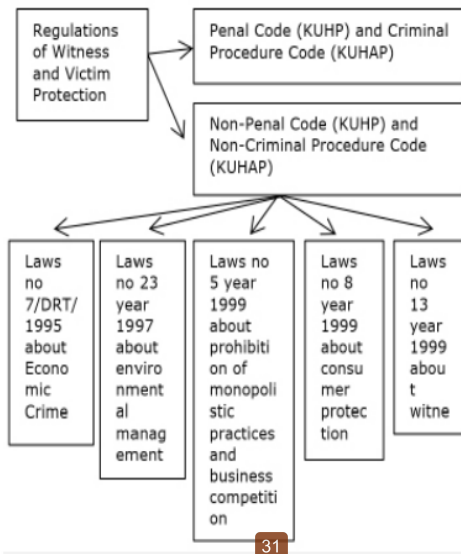 Regulations
of Witness
and Victim
Protection
Penal Code (KUHP) and Criminal
Procedure Code (KUHAP)
Non-Penal Code (KUHP) and
Non-Criminal Procedure Code
(KUHAP)
Laws
no
7/DRT/
1995
about
Econo
mic
Crime
Laws
no 23
year
1997
about
enviro
nment
al
manag
ement
Laws no
5 year
1999
about
prohibiti
on of
monopoli
stic
practices
and
business
competiti
on
Laws
no 8
year
1999
about
consu
mer
protec
tion
Laws
no
13
year
1999
abou
t
witne
31